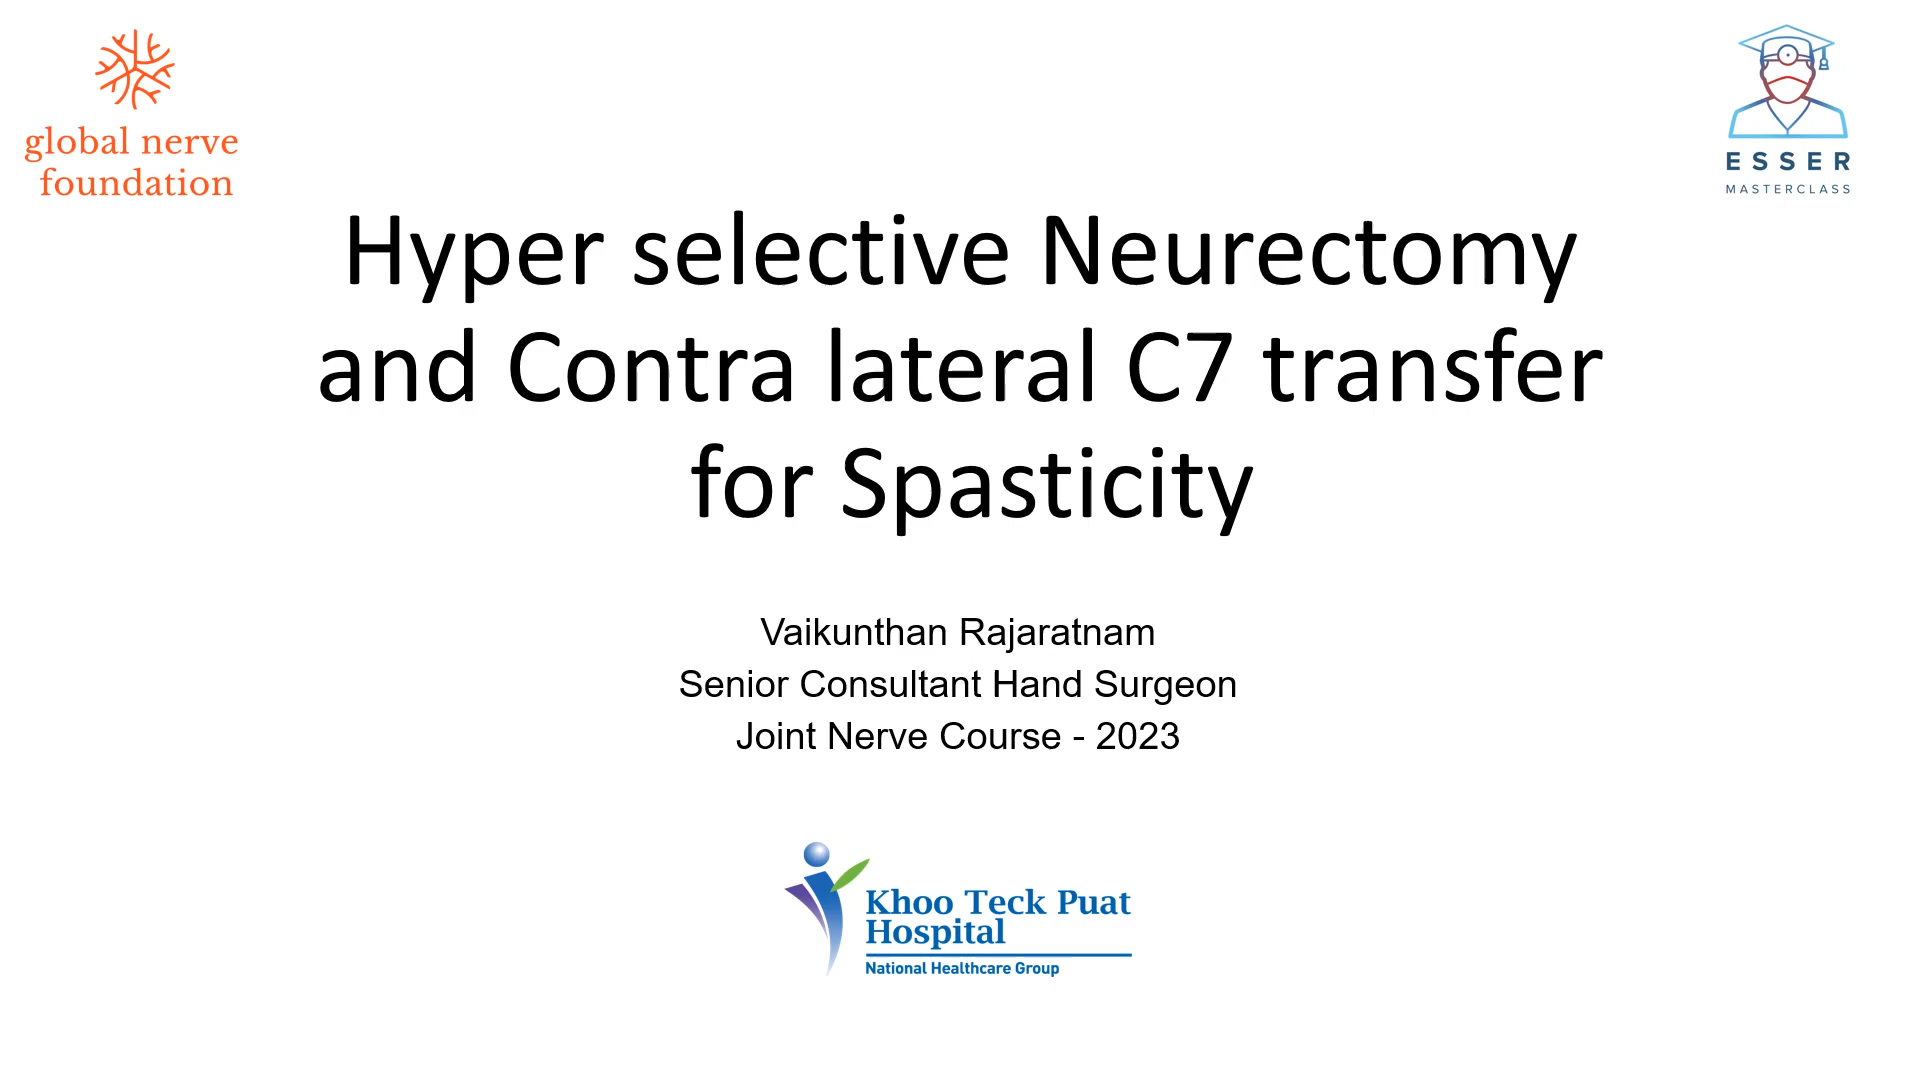 global nerve
foundation
ESSER
MASTERCLASS
Hyper selective Neurectomy
and Contra lateral C7 transfer
for Spasticity
Vaikunthan Rajaratnam
Senior Consultant Hand Surgeon
Joint Nerve Course - 2023
Khoo Teck Puat
Hospital
National Healthcare Group